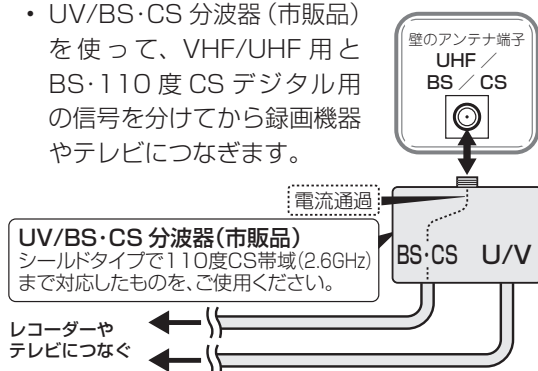 ・UV/BS・CS 分波器（市販品）
を使って、VHF/UHF 用と
BS・110 度 CS デジタル用
の信号を分けてから録画機器
やテレビにつなぎます。
壁のアンテナ端子
UHF ／
BS ／ CS
電流通過
UV/BS・CS 分波器（市販品）
シールドタイプで110度CS帯域（2.6GHz）
まで対応したものを、ご使用ください。
BS・CS U/V
レコーダーや
テレビにつなぐ